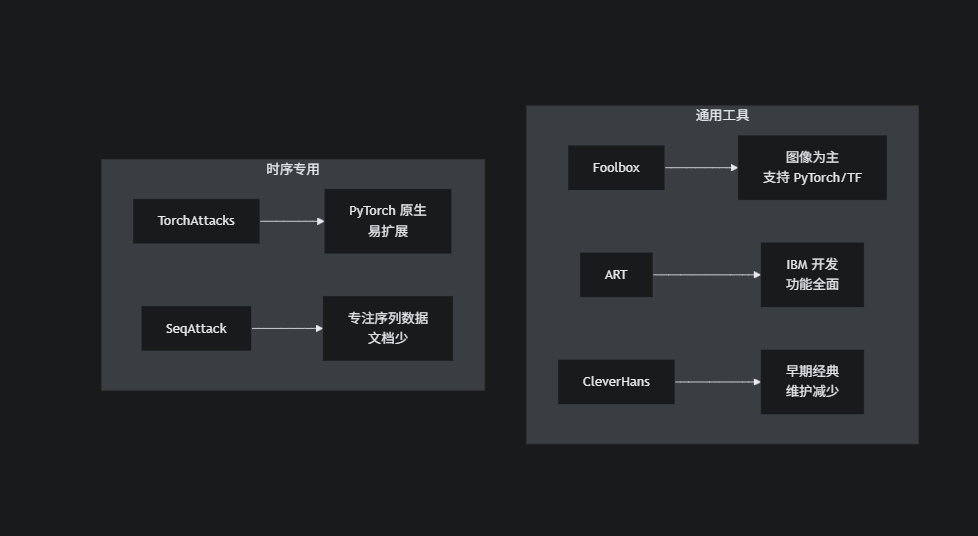 时序专用
TorchAttacks
PyTorch 原生
易扩展
SeqAttack
专注序列数据
文档少
通用工具
Foolbox
图像为主
支持 PyTorch/TF
ART
IBM 开发
功能全面
CleverHans
早期经典
维护减少